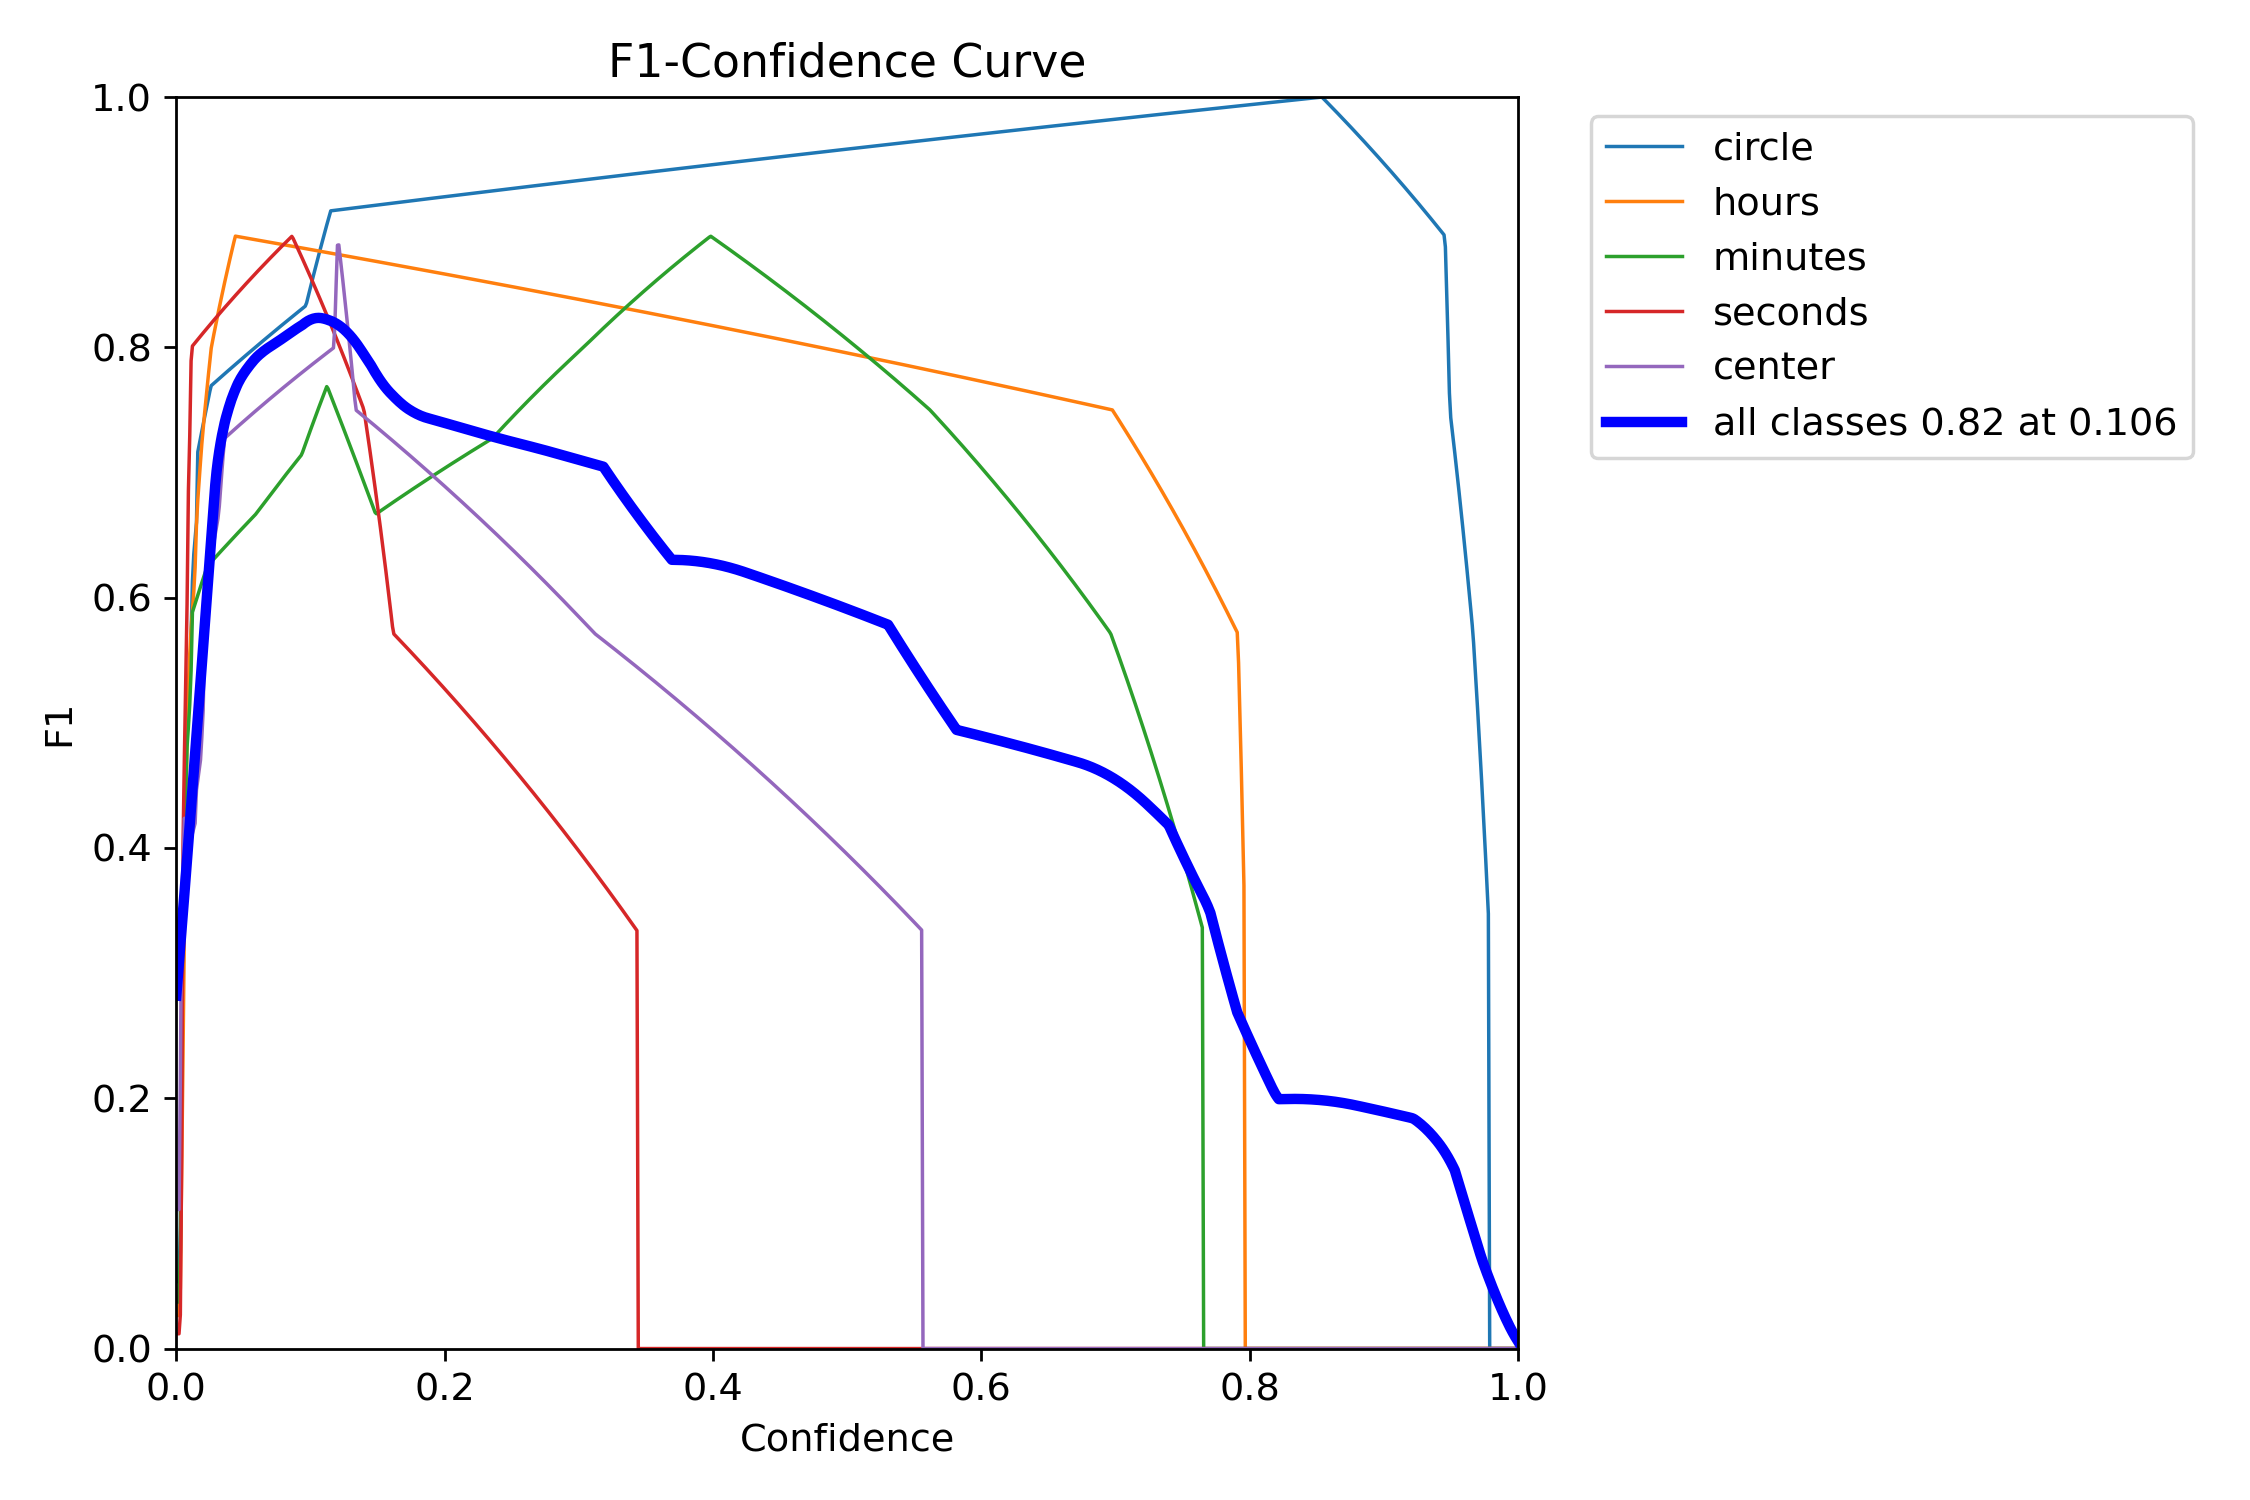 F1-Confidence Curve
1.0
0.8
0.6
0.4
0.2
0.0
F1
0.0 0.2 0.4 0.6 0.8 1.0
Confidence
circle
hours
minutes
seconds
center
all classes 0.82 at 0.106